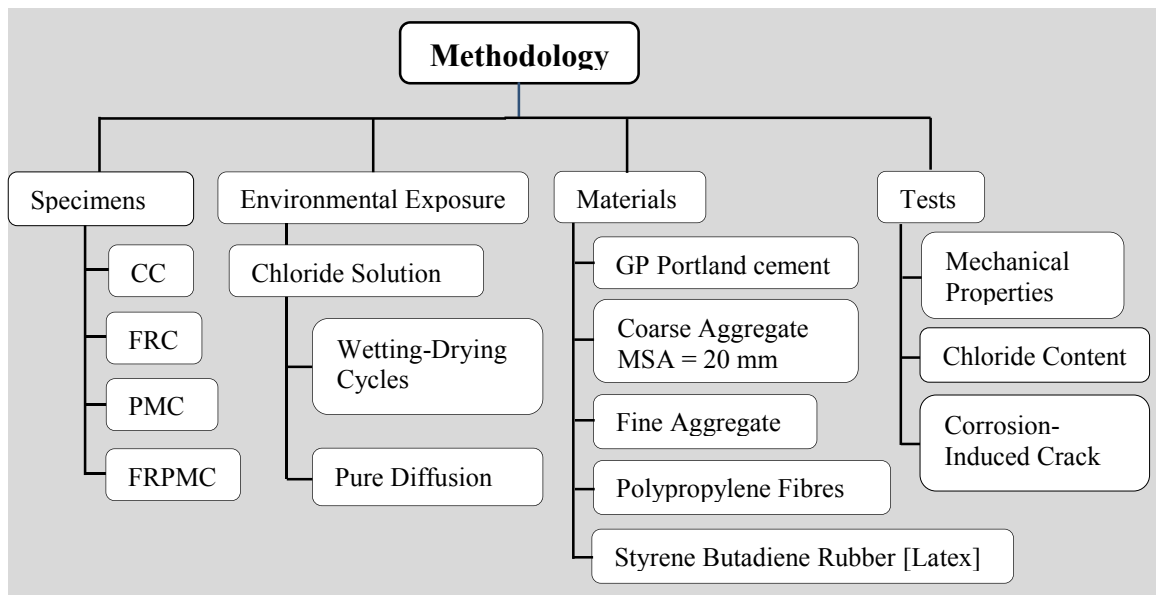 Methodology
Specimens
CC
FRC
PMC
FRPMC
Environmental Exposure
Chloride Solution
Wetting-Drying
Cycles
Pure Diffusion
Materials
GP Portland cement
Coarse Aggregate
MSA = 20 mm
Fine Aggregate
Polypropylene Fibres
Styrene Butadiene Rubber [Latex]
Tests
Mechanical
Properties
Chloride Content
Corrosion-
Induced Crack